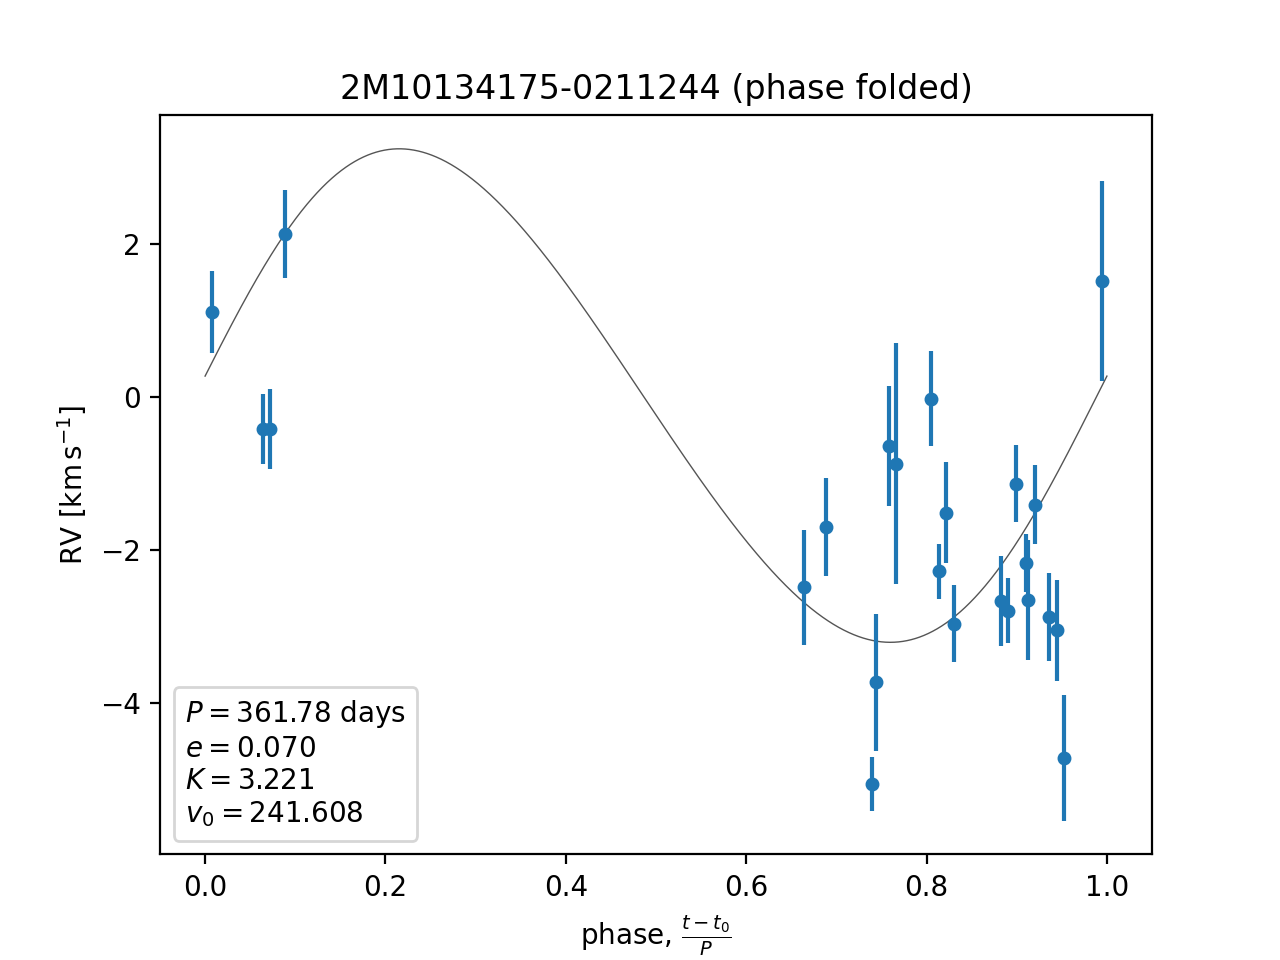 2M10134175-0211244 (phase folded)
RV [km s⁻¹]
2
0
−2
−4
P = 361.78 days
e = 0.070
K = 3.221
v₀ = 241.608
0.0 0.2 0.4 0.6 0.8 1.0
phase, (t − t₀)/P